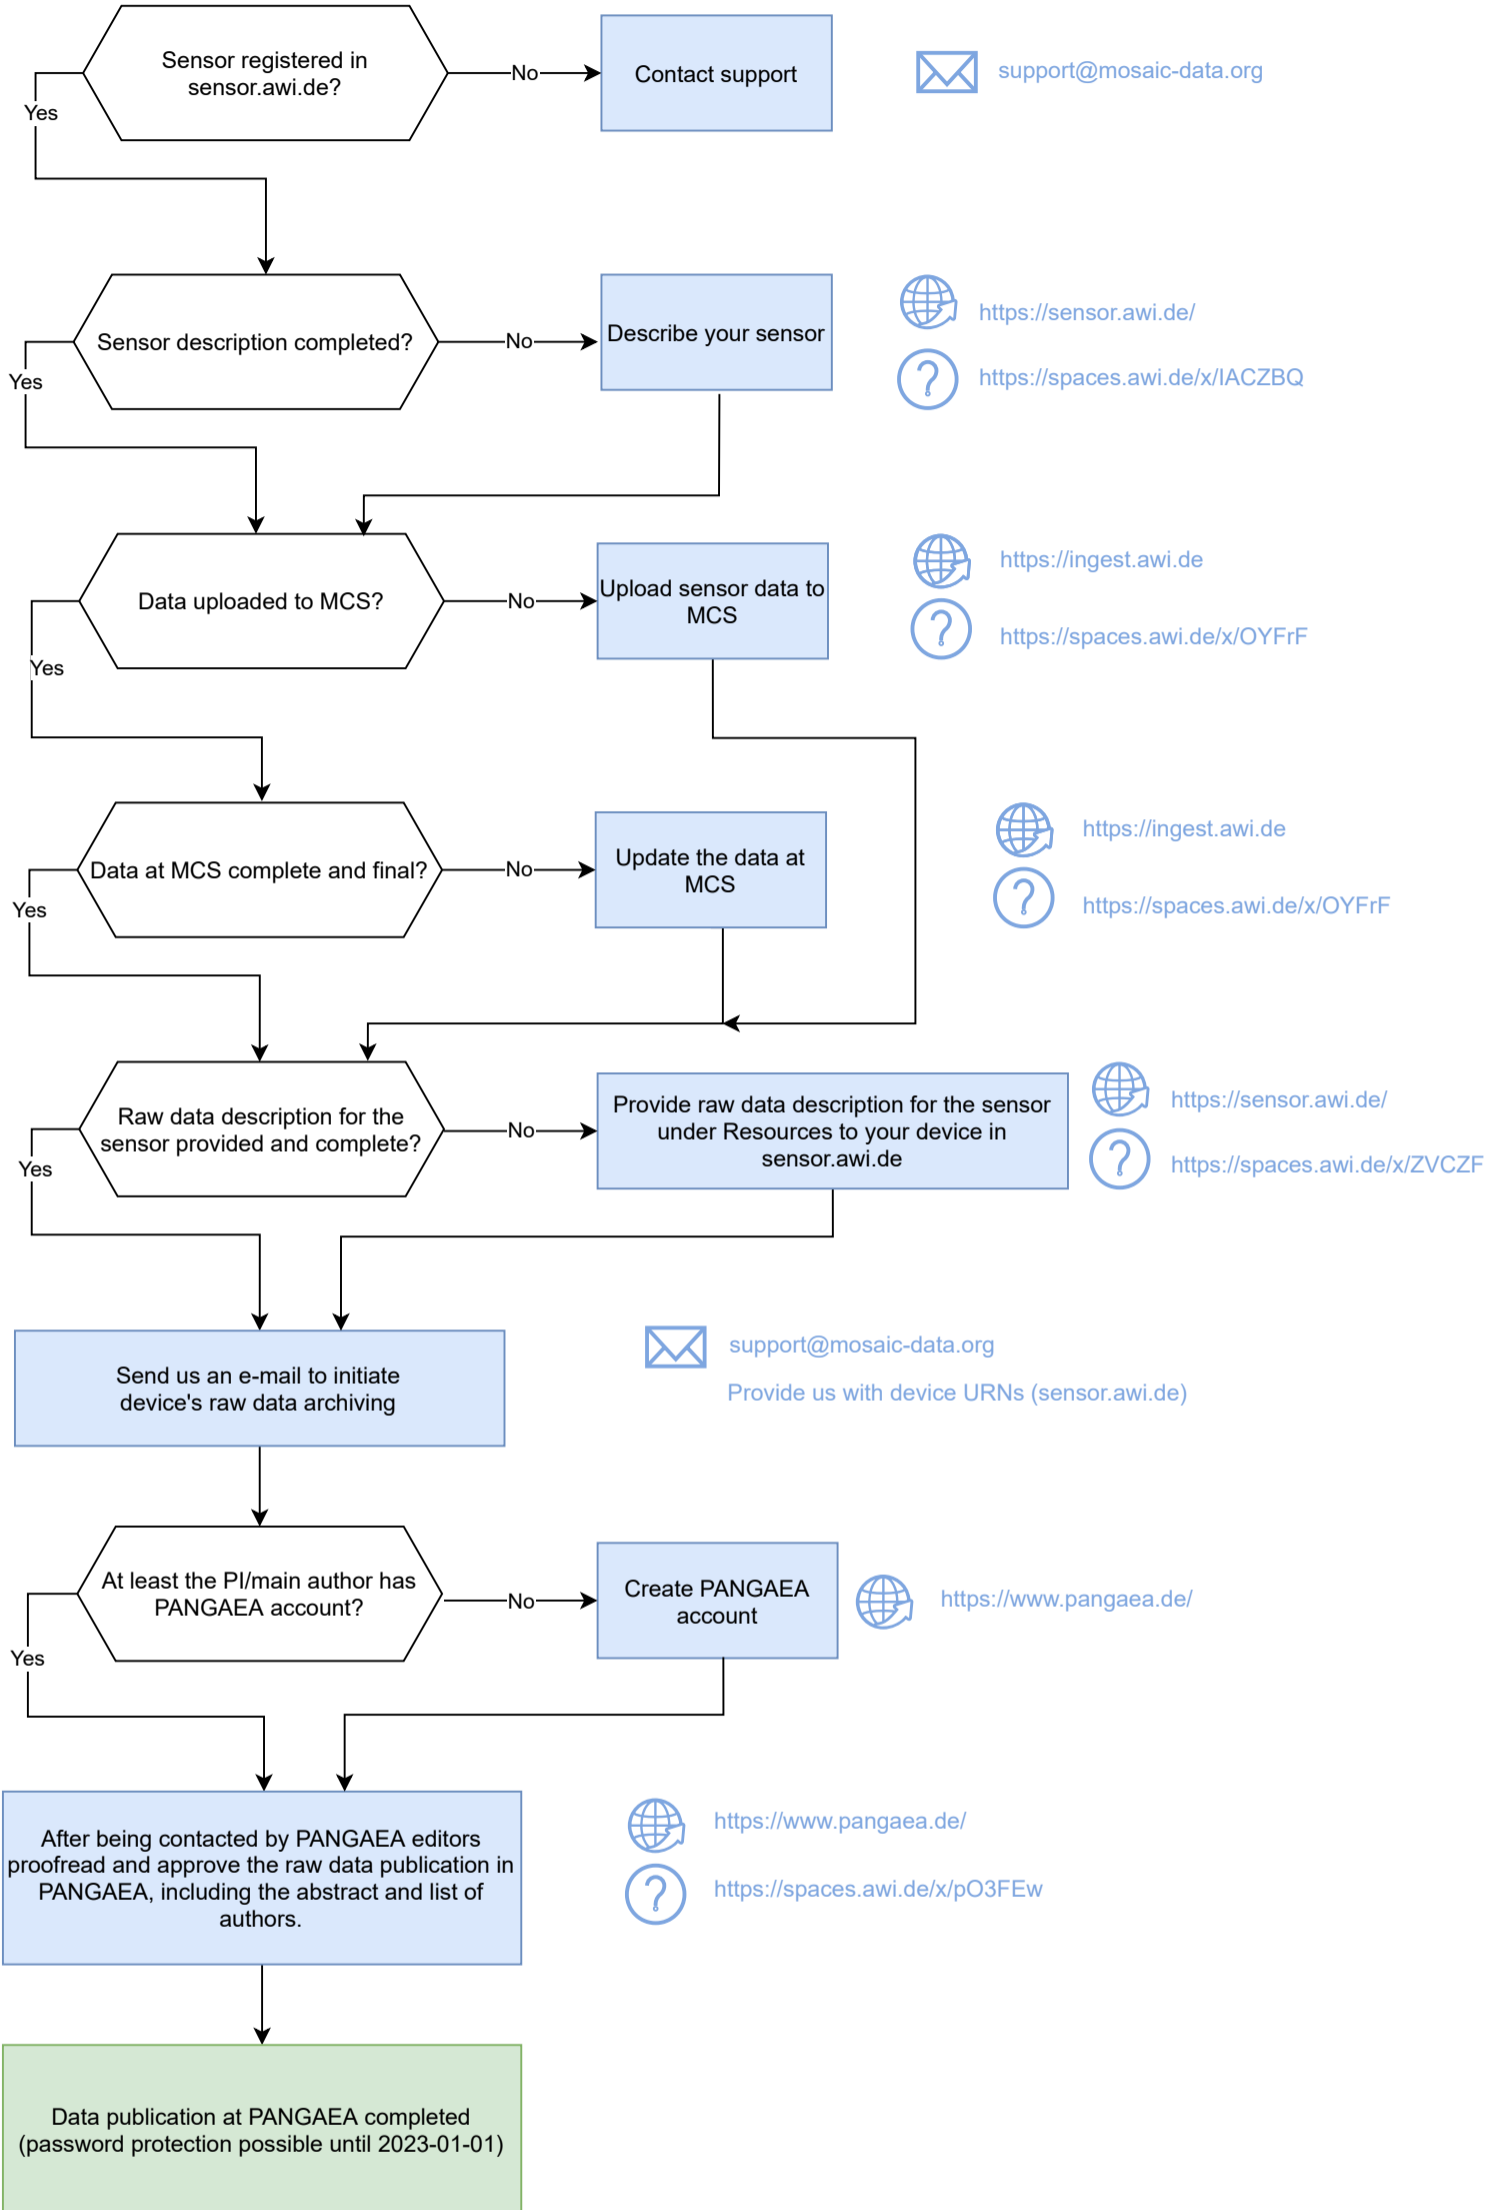 Sensor registered in
sensor.awi.de?
No
Contact support
support@mosaic-data.org
Yes
Sensor description completed?
No
Describe your sensor
https://sensor.awi.de/
https://spaces.awi.de/x/IACZBQ
Yes
Data uploaded to MCS?
No
Upload sensor data to
MCS
https://ingest.awi.de
https://spaces.awi.de/x/OYFrF
Yes
Data at MCS complete and final?
No
Update the data at
MCS
https://ingest.awi.de
https://spaces.awi.de/x/OYFrF
Yes
Raw data description for the
sensor provided and complete?
No
Provide raw data description for the sensor
under Resources to your device in
sensor.awi.de
https://sensor.awi.de/
https://spaces.awi.de/x/ZVCZF
Yes
Send us an e-mail to initiate
device's raw data archiving
support@mosaic-data.org
Provide us with device URNs (sensor.awi.de)
At least the PI/main author has
PANGAEA account?
No
Create PANGAEA
account
https://www.pangaea.de/
Yes
After being contacted by PANGAEA editors
proofread and approve the raw data publication in
PANGAEA, including the abstract and list of
authors.
https://www.pangaea.de/
https://spaces.awi.de/x/pO3FEw
Data publication at PANGAEA completed
(password protection possible until 2023-01-01)